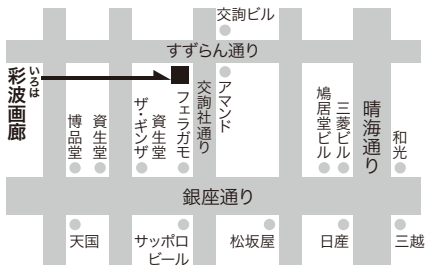 交詢ビル
すずらん通り
いろは
彩波画廊
博品堂
資生堂
ザ・ギンザ
資生堂
フェラガモ
交詢社通り
アマンド
鳩居堂ビル
三菱ビル
晴海通り
和光
銀座通り
天国
サッポロ
ビール
松坂屋
日産
三越